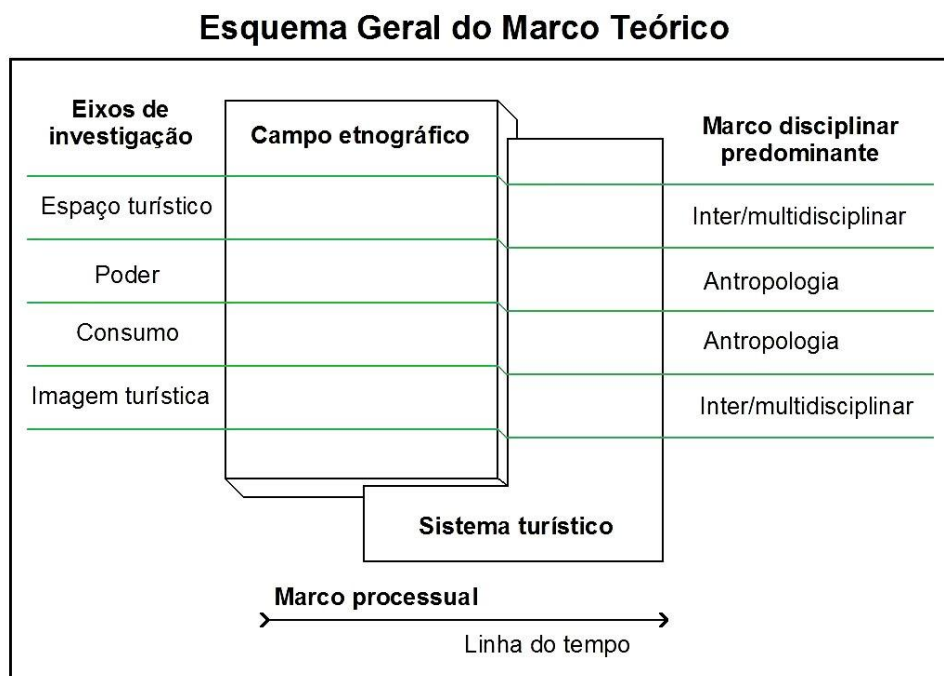 Esquema Geral do Marco Teórico
Eixos de
investigação
Campo etnográfico
Marco disciplinar
predominante
Espaço turístico
Inter/multidisciplinar
Poder
Antropologia
Consumo
Antropologia
Imagem turística
Inter/multidisciplinar
Sistema turístico
Marco processual
Linha do tempo